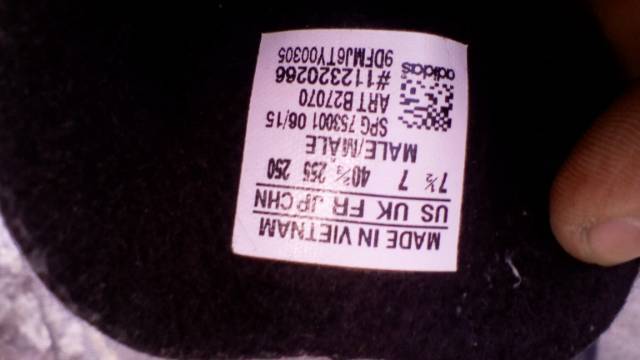 MADE IN VIETNAM
US UK FR JP CHN
7½ 7 40⅔ 255 250
MALE/MALE
SPG 753001 06/15
ART B27070
#112320266
9DFMJ6TY00305
adidas